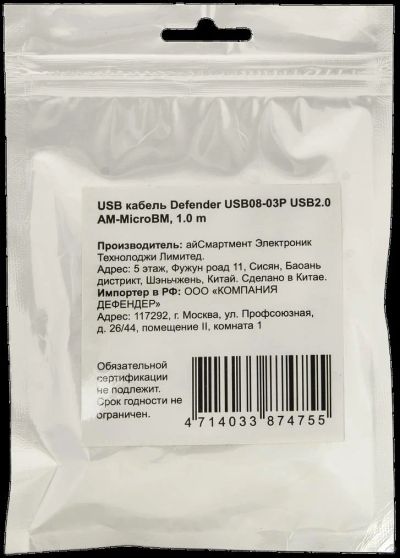 USB кабель Defender USB08-03P USB2.0
AM-MicroBM, 1.0 m
Производитель: айСмартмент Электроник
Технолоджи Лимитед.
Адрес: 5 этаж, Фужун роад 11, Сисян, Баоань
дистрикт, Шэньчжень, Китай. Сделано в Китае.
Импортер в РФ: ООО «КОМПАНИЯ
ДЕФЕНДЕР»
Адрес: 117292, г. Москва, ул. Профсоюзная,
д. 26/44, помещение II, комната 1
Обязательной
сертификации
не подлежит.
Срок годности не
ограничен.
4 714033 874755